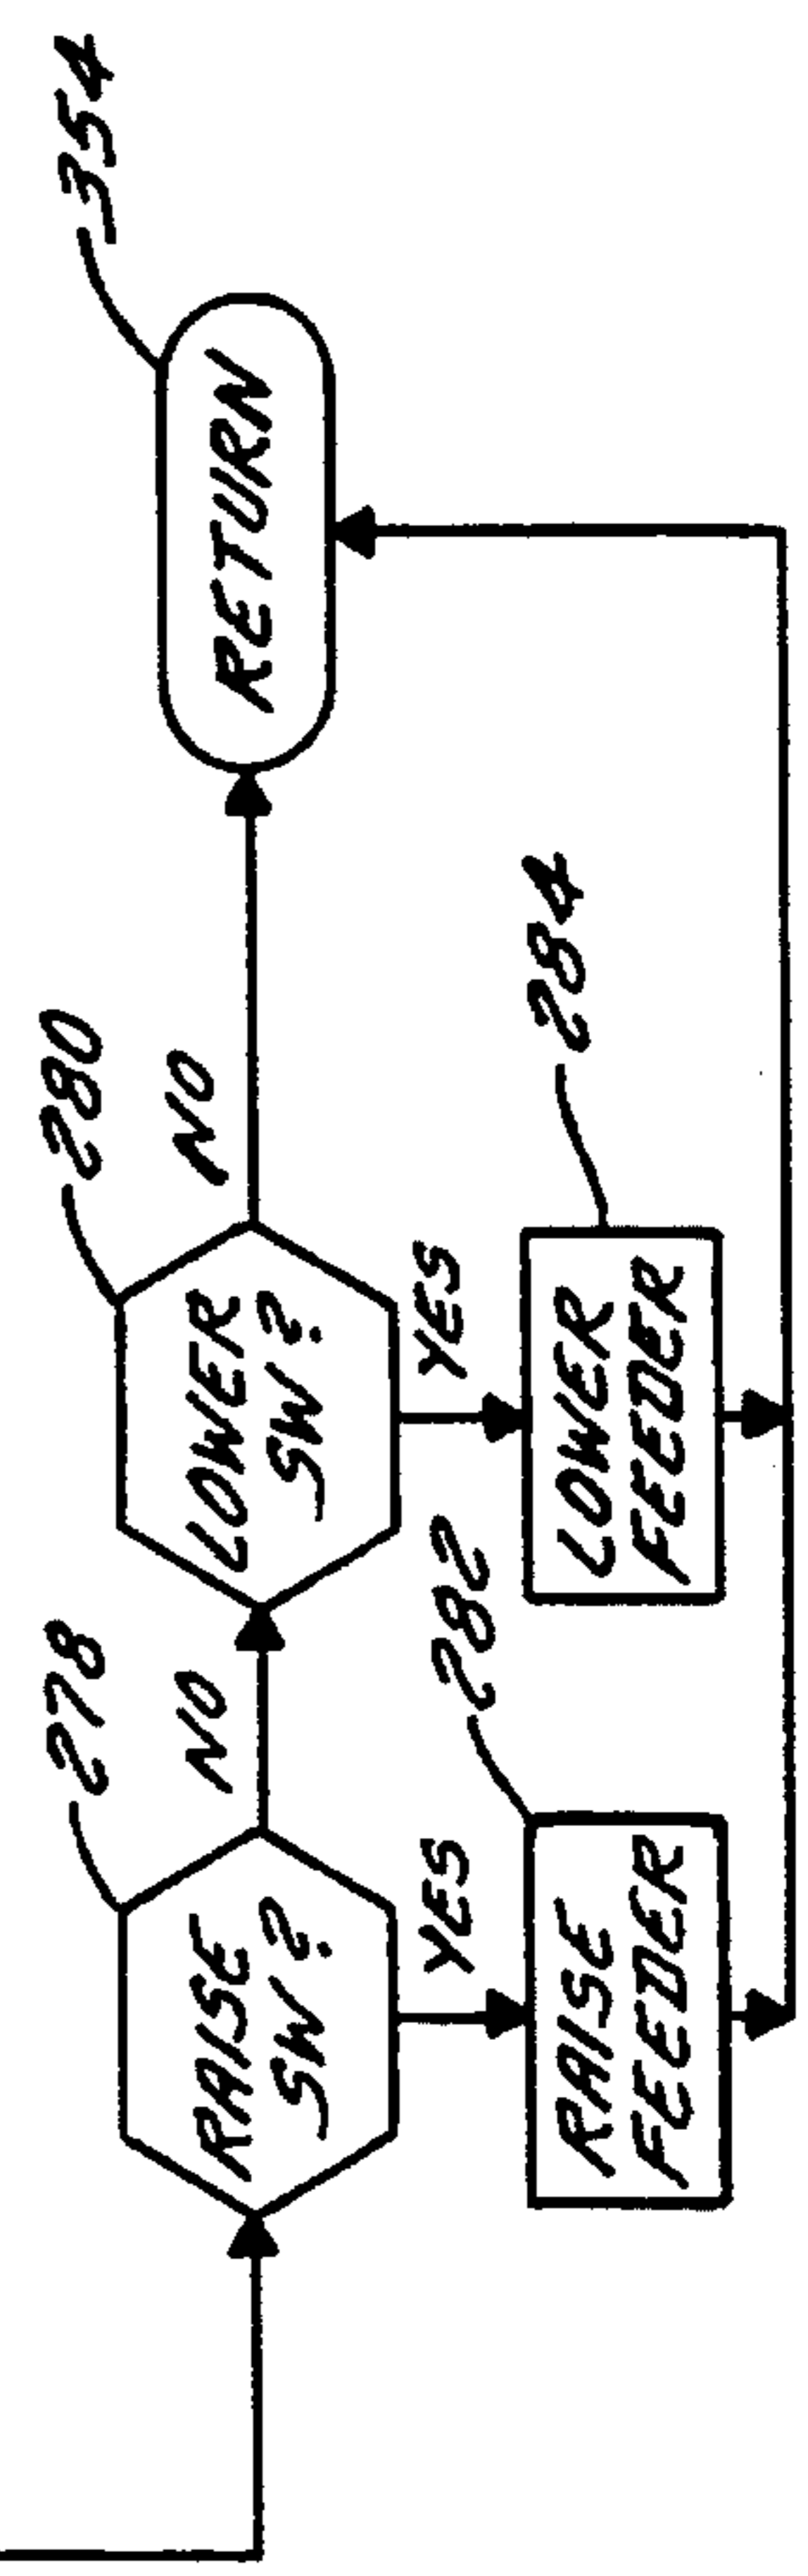 278
RAISE
SW?
NO
YES
282
RAISE
FEEDER
280
LOWER
SW?
NO
YES
284
LOWER
FEEDER
354
RETURN